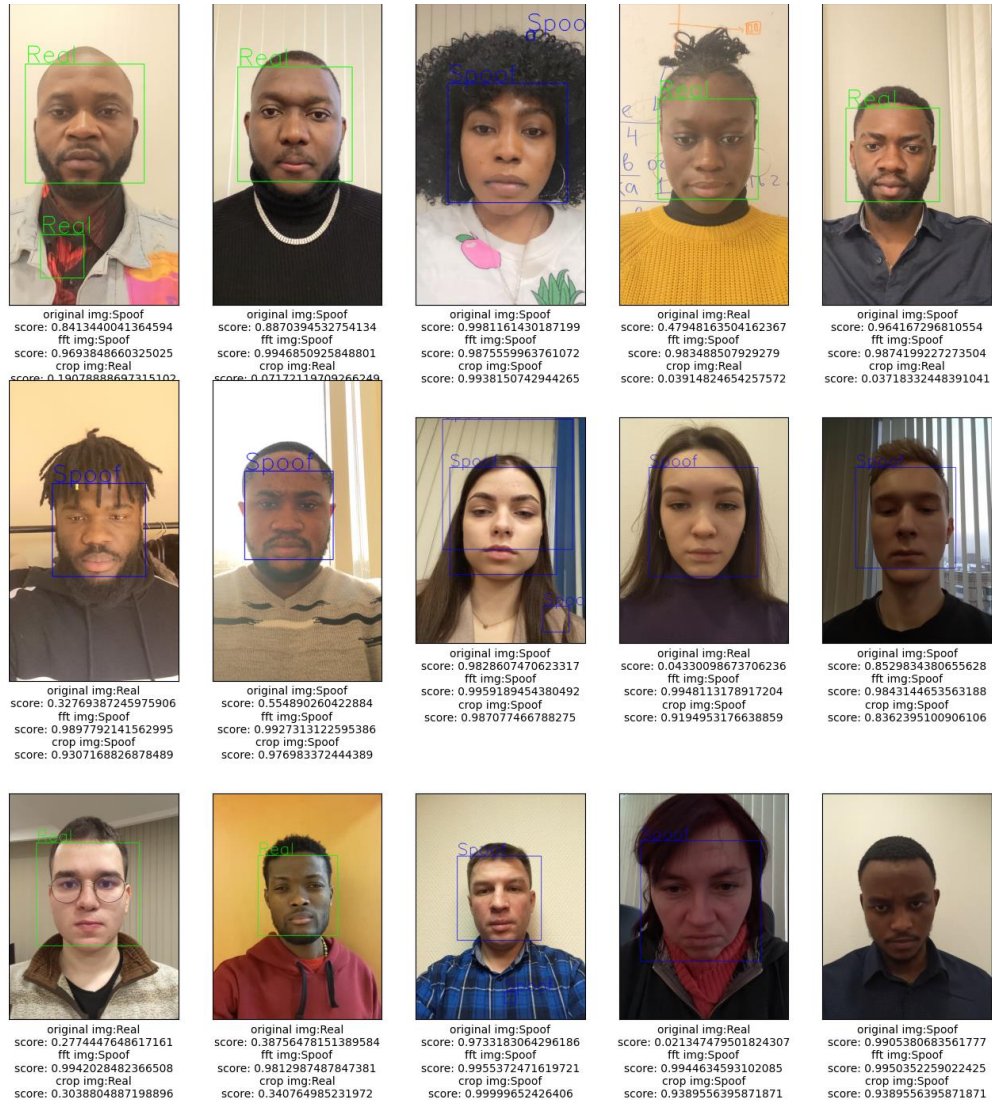 Spoof
Real
Real
Spoof
Real
Real
Real
original img:Spoof
score: 0.8413440041364594
fft img:Spoof
score: 0.9693848660325025
crop img:Real
score: 0.19078888697315102
original img:Spoof
score: 0.8870394532754134
fft img:Spoof
score: 0.9946850925848801
crop img:Real
score: 0.07172119709266249
original img:Spoof
score: 0.9981161430187199
fft img:Spoof
score: 0.9875559963761072
crop img:Spoof
score: 0.9938150742944265
original img:Real
score: 0.47948163504162367
fft img:Spoof
score: 0.983488507929279
crop img:Real
score: 0.03914824654257572
original img:Spoof
score: 0.964167296810554
fft img:Spoof
score: 0.9874199227273504
crop img:Real
score: 0.03718332448391041
Spoof
Spoof
Spoof
Spoof
Spoof
original img:Real
score: 0.32769387245975906
fft img:Spoof
score: 0.9897792141562995
crop img:Spoof
score: 0.9307168826878489
original img:Spoof
score: 0.554890260422884
fft img:Spoof
score: 0.9927313122595386
crop img:Spoof
score: 0.976983372444389
original img:Spoof
score: 0.9828607470623317
fft img:Spoof
score: 0.9959189454380492
crop img:Spoof
score: 0.987077466788275
original img:Real
score: 0.04330098673706236
fft img:Spoof
score: 0.9948113178917204
crop img:Spoof
score: 0.9194953176638859
original img:Spoof
score: 0.8529834380655628
fft img:Spoof
score: 0.9843144653563188
crop img:Spoof
score: 0.8362395100906106
Real
Real
Spoof
Spoof
original img:Real
score: 0.2774447648617161
fft img:Spoof
score: 0.9942028482366508
crop img:Real
score: 0.3038804887198896
original img:Real
score: 0.38756478151389584
fft img:Spoof
score: 0.9812987487847381
crop img:Real
score: 0.340764985231972
original img:Spoof
score: 0.9733183064296186
fft img:Spoof
score: 0.9955372471619721
crop img:Spoof
score: 0.99999652426406
original img:Real
score: 0.021347479501824307
fft img:Spoof
score: 0.9944634593102085
crop img:Spoof
score: 0.9389556395871871
original img:Spoof
score: 0.9905380683561777
fft img:Spoof
score: 0.9950352259022425
crop img:Spoof
score: 0.9389556395871871